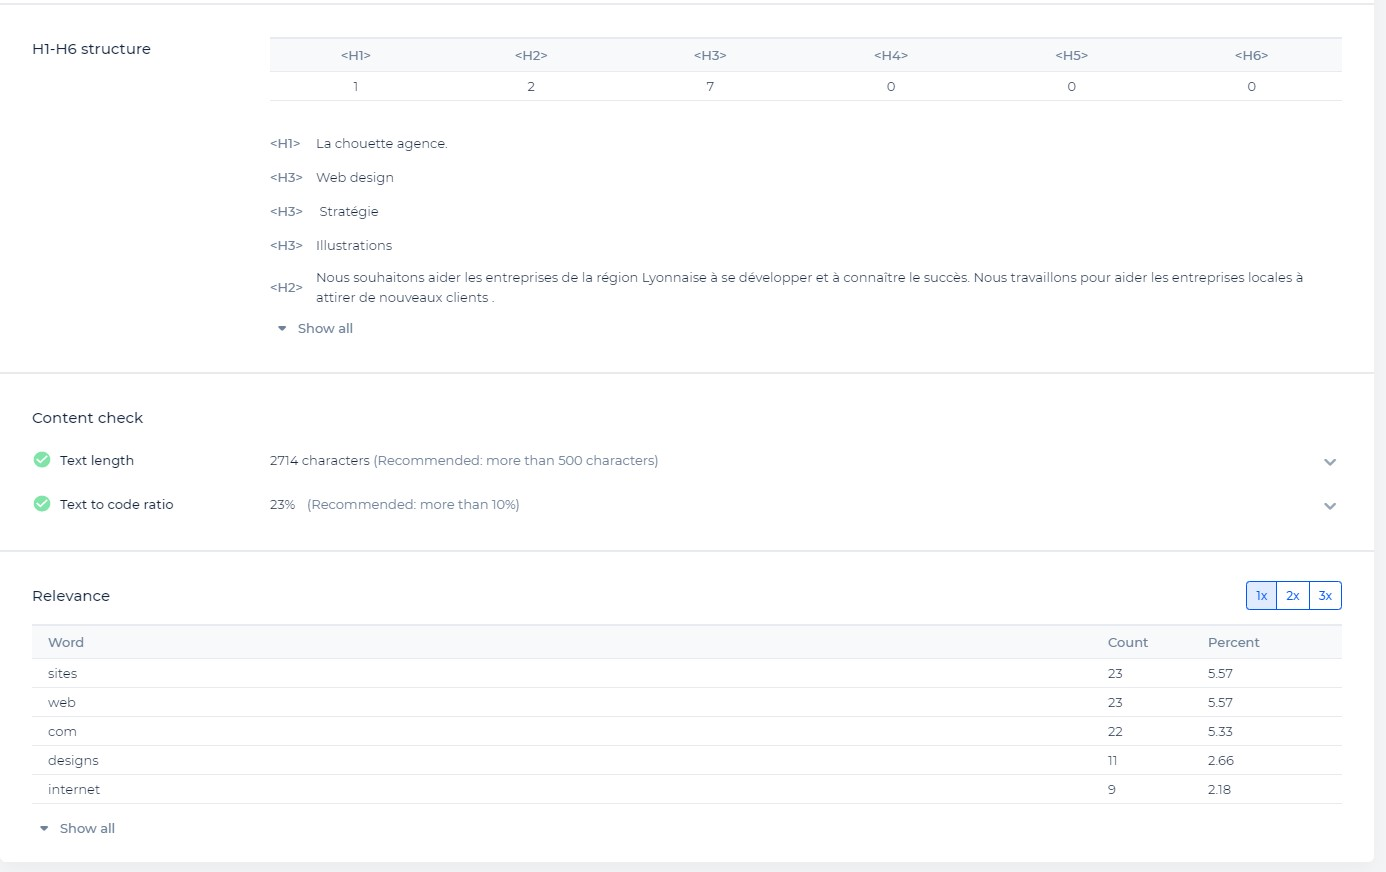 H1-H6 structure
<H1> <H2> <H3> <H4> <H5> <H6>
1 2 7 0 0 0
<H1> La chouette agence.
<H3> Web design
<H3> Stratégie
<H3> Illustrations
<H2> Nous souhaitons aider les entreprises de la région Lyonnaise à se développer et à connaître le succès. Nous travaillons pour aider les entreprises locales à
attirer de nouveaux clients .
Show all
Content check
Text length 2714 characters (Recommended: more than 500 characters)
Text to code ratio 23% (Recommended: more than 10%)
Relevance 1x 2x 3x
Word Count Percent
sites 23 5.57
web 23 5.57
com 22 5.33
designs 11 2.66
internet 9 2.18
Show all